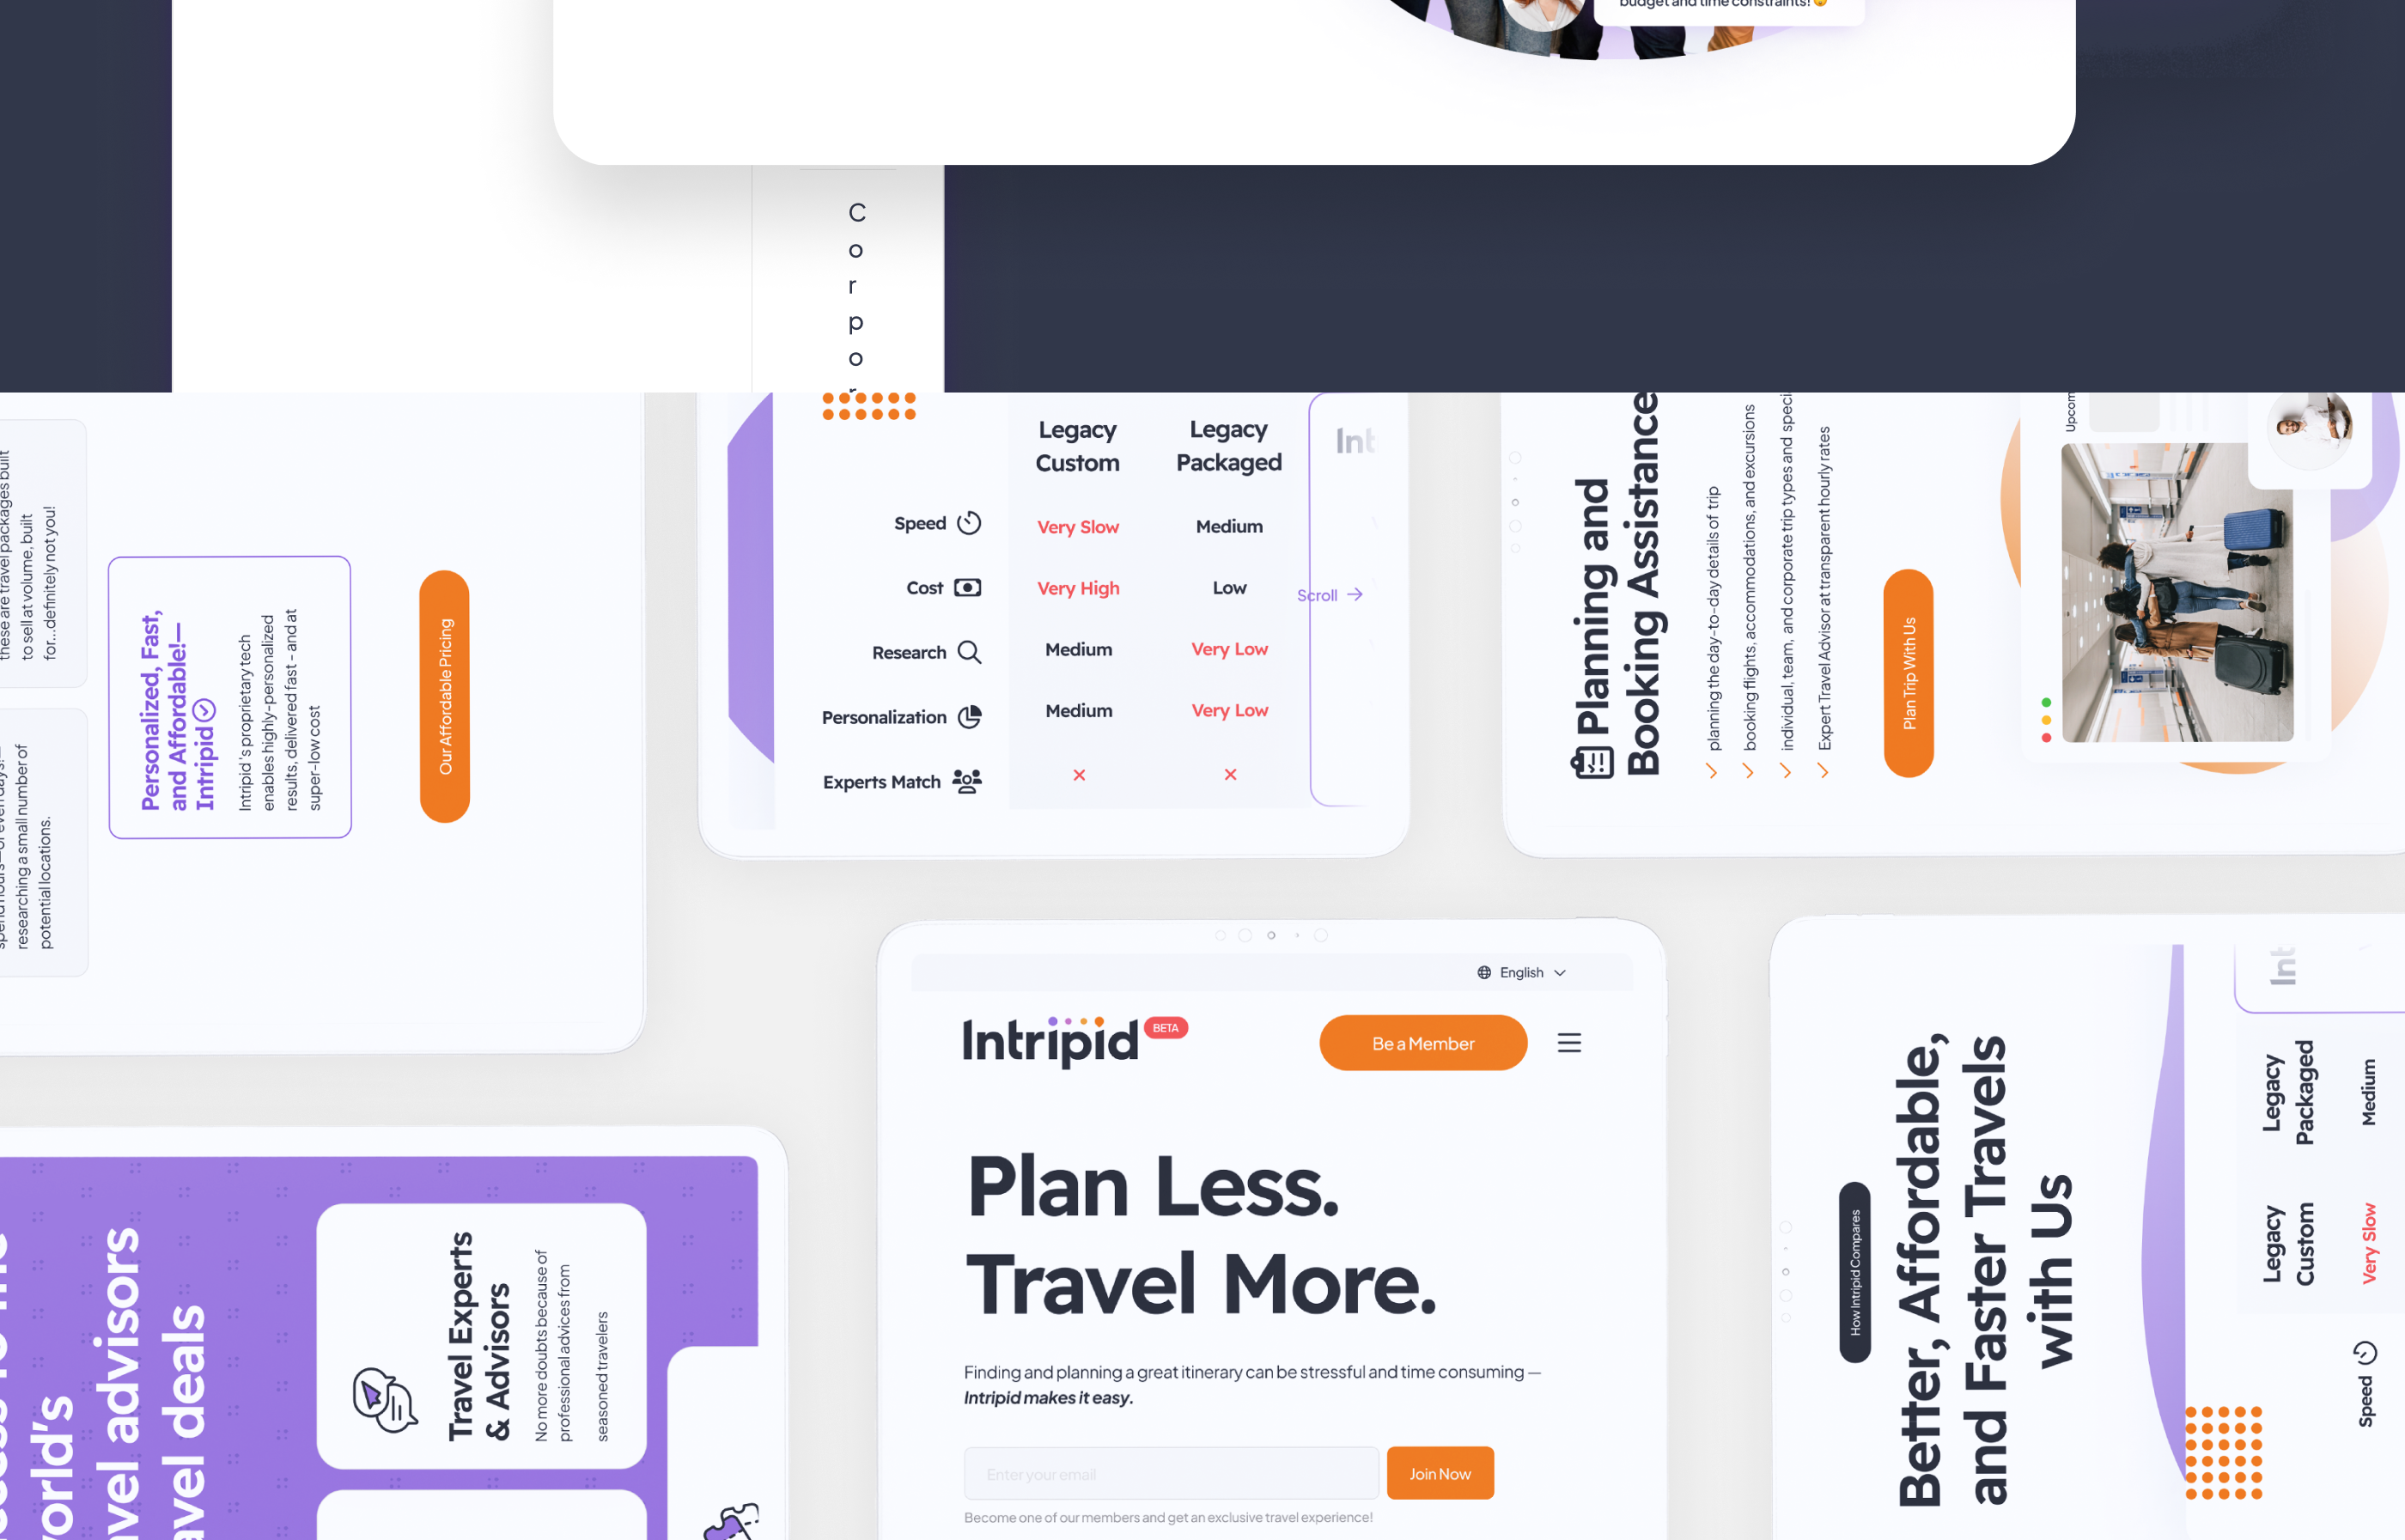 budget and time constraints! 😲
C
o
r
p
o
r
these are travel packages built
to sell at volume, built
for...definitely not you!
researching a small number of
potential locations.
Personalized, Fast,
and Affordable!—
Intripid
Intripid's proprietary tech
enables highly-personalized
results, delivered fast - and at
super-low cost
Our Affordable Pricing
Legacy
Custom
Legacy
Packaged
Int
Speed Very Slow Medium
Cost Very High Low
Scroll →
Research Medium Very Low
Personalization Medium Very Low
Experts Match × ×
Planning and
Booking Assistance
planning the day-to-day details of trip
booking flights, accommodations, and excursions
individual, team, and corporate trip types and speci
Expert Travel Advisor at transparent hourly rates
Plan Trip With Us
Upcom
world's
travel advisors
travel deals
Travel Experts
& Advisors
No more doubts because of
professional advices from
seasoned travelers
English
Intripid BETA
Be a Member
Plan Less.
Travel More.
Finding and planning a great itinerary can be stressful and time consuming —
Intripid makes it easy.
Enter your email
Join Now
Become one of our members and get an exclusive travel experience!
How Intripid Compares
Better, Affordable,
and Faster Travels
with Us
Int
Legacy
Packaged
Medium
Legacy
Custom
Very Slow
Speed